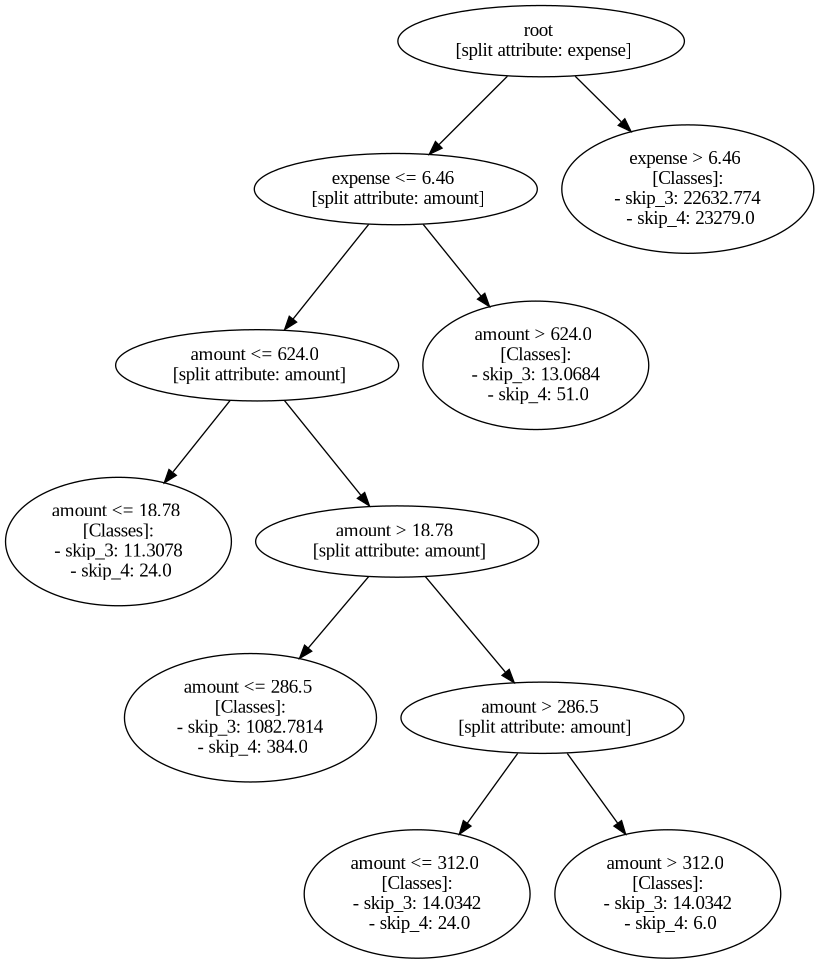 root
[split attribute: expense]
expense <= 6.46
[split attribute: amount]
expense > 6.46
[Classes]:
- skip_3: 22632.774
- skip_4: 23279.0
amount <= 624.0
[split attribute: amount]
amount > 624.0
[Classes]:
- skip_3: 13.0684
- skip_4: 51.0
amount <= 18.78
[Classes]:
- skip_3: 11.3078
- skip_4: 24.0
amount > 18.78
[split attribute: amount]
amount <= 286.5
[Classes]:
- skip_3: 1082.7814
- skip_4: 384.0
amount > 286.5
[split attribute: amount]
amount <= 312.0
[Classes]:
- skip_3: 14.0342
- skip_4: 24.0
amount > 312.0
[Classes]:
- skip_3: 14.0342
- skip_4: 6.0